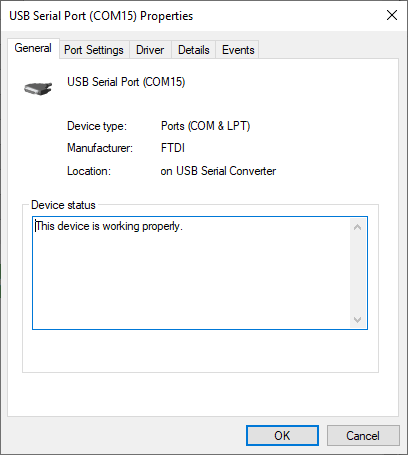 USB Serial Port (COM15) Properties
General Port Settings Driver Details Events
USB Serial Port (COM15)
Device type: Ports (COM & LPT)
Manufacturer: FTDI
Location: on USB Serial Converter
Device status
This device is working properly.
OK Cancel